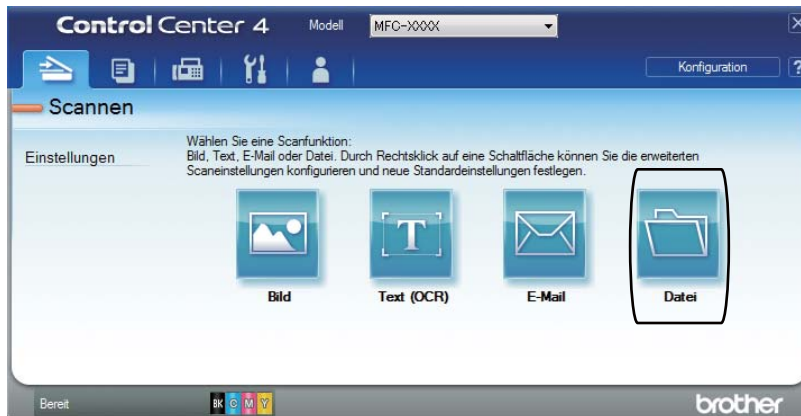 Control Center 4
Modell
MFC-XXXX
X
Konfiguration
?
Scannen
Einstellungen
Wählen Sie eine Scanfunktion:
Bild, Text, E-Mail oder Datei. Durch Rechtsklick auf eine Schaltfläche können Sie die erweiterten
Scaneinstellungen konfigurieren und neue Standardeinstellungen festlegen.
T
Bild
Text (OCR)
E-Mail
Datei
Bereit
BK C M Y
brother